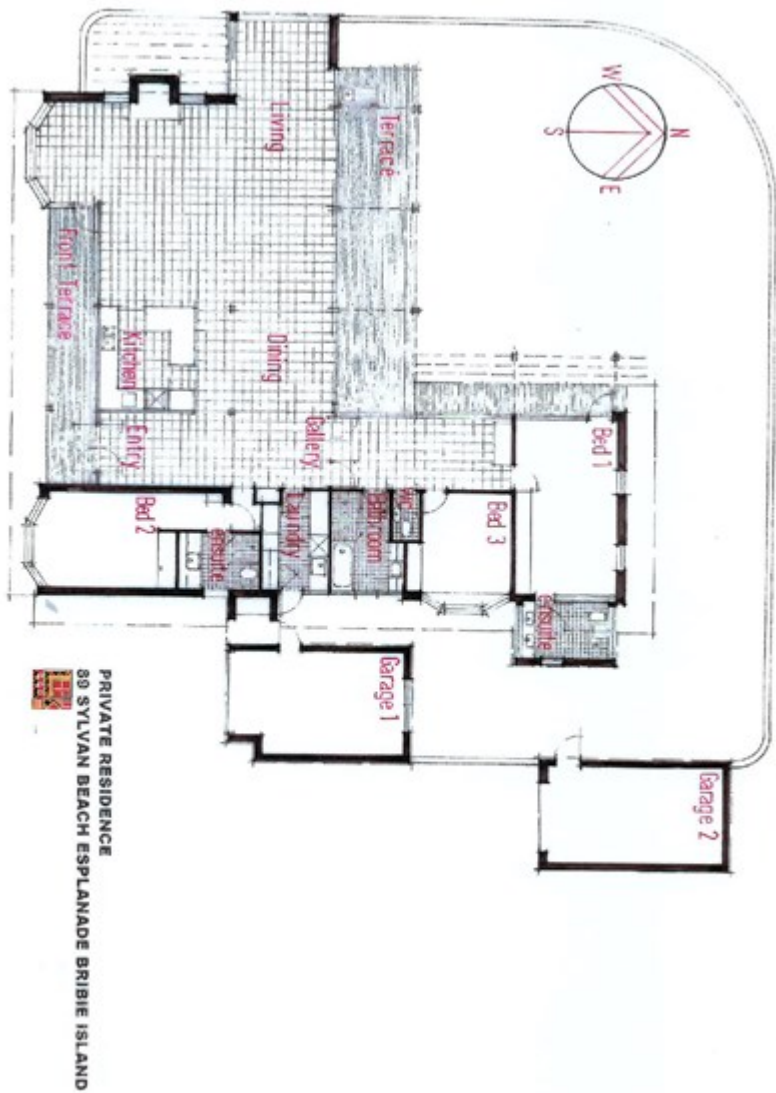 W
N
S
E
Living
Terrace
Front Terrace
Kitchen
Dining
Entry
Gallery
Bed 1
Bed 2
ensuite
Laundry
Bathroom
wc
Bed 3
ensuite
Garage 1
Garage 2
PRIVATE RESIDENCE
89 SYLVAN BEACH ESPLANADE BRIBIE ISLAND